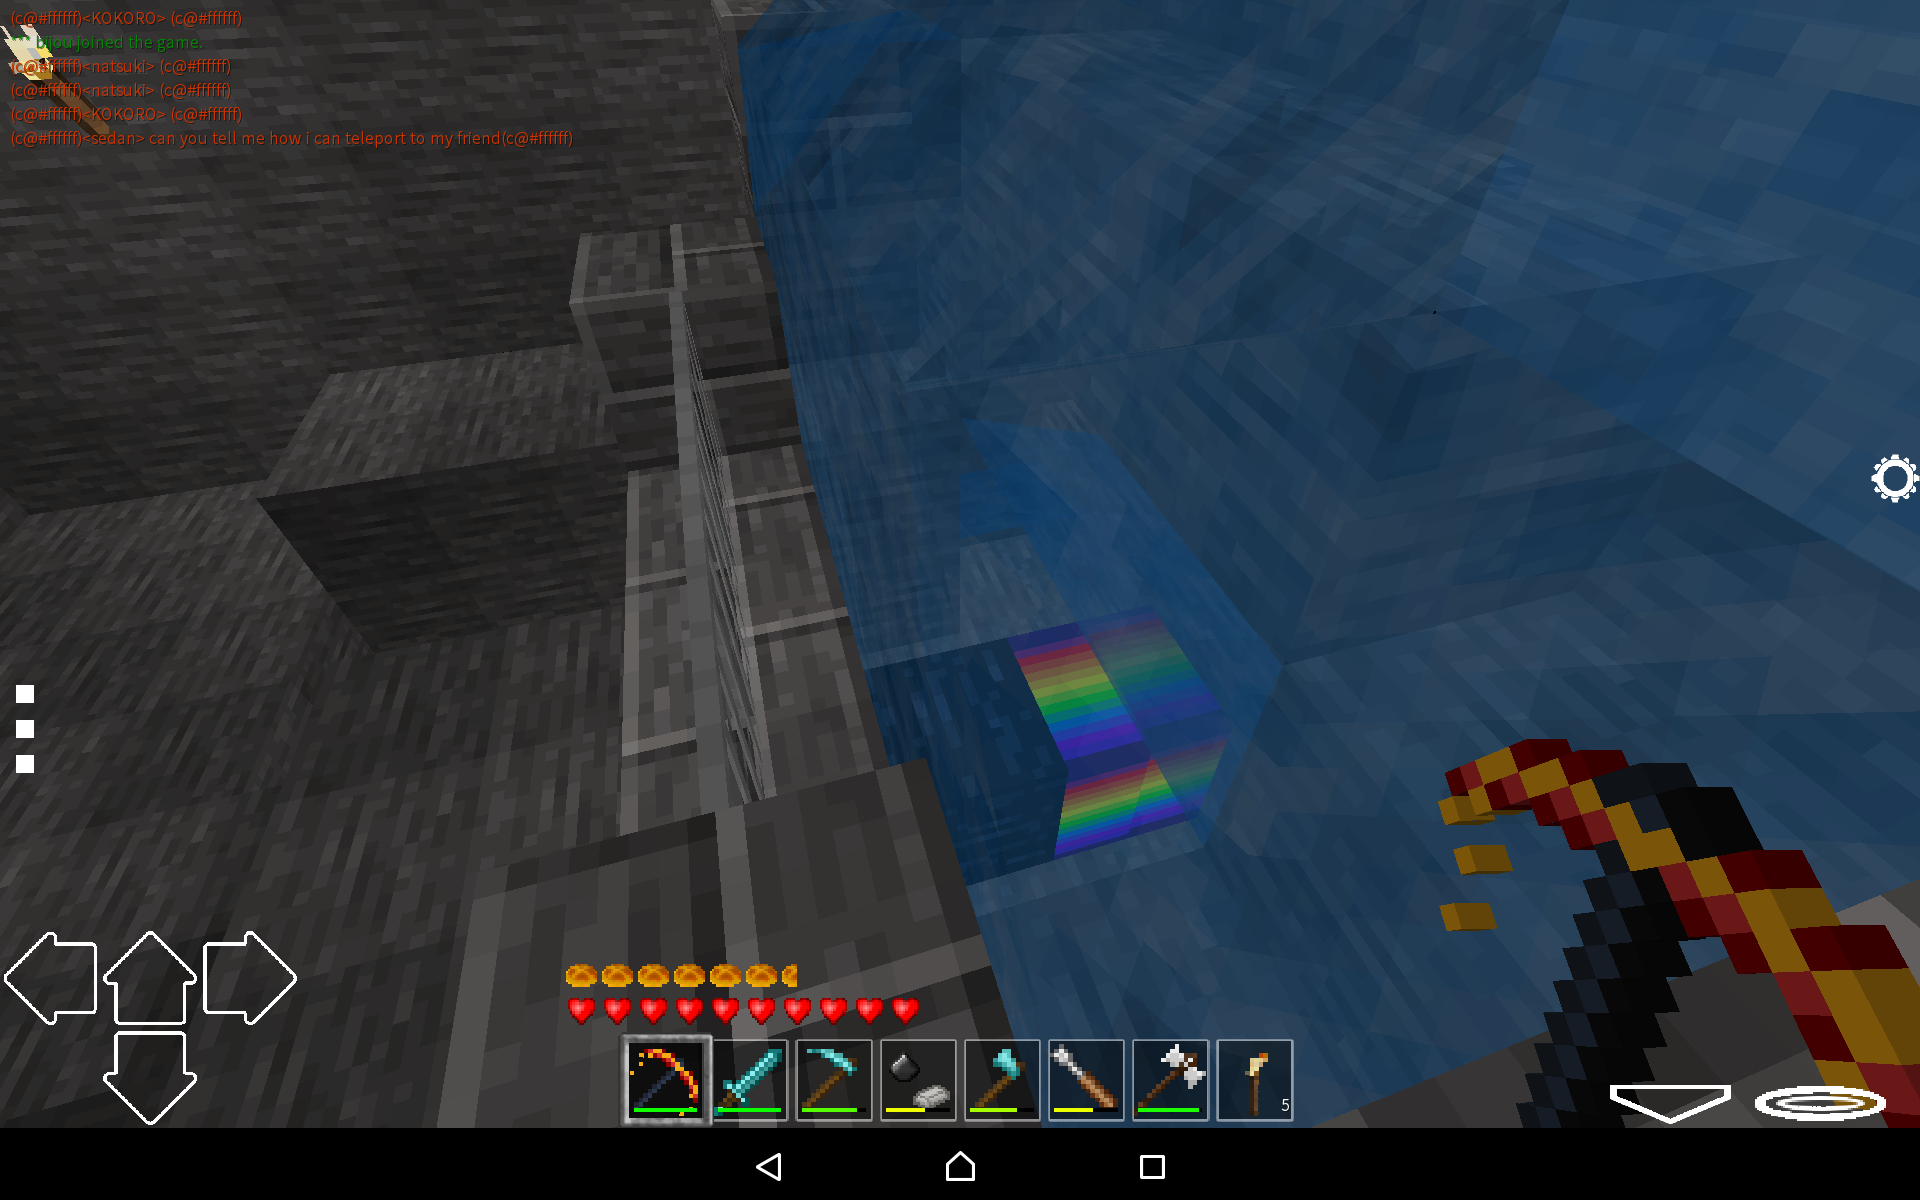 (c@#ffffff)<KOKORO> (c@#ffffff)
*** bijou joined the game.
(c@#ffffff)<natsuki> (c@#ffffff)
(c@#ffffff)<natsuki> (c@#ffffff)
(c@#ffffff)<KOKORO> (c@#ffffff)
(c@#ffffff)<sedan> can you tell me how i can teleport to my friend(c@#ffffff)
5